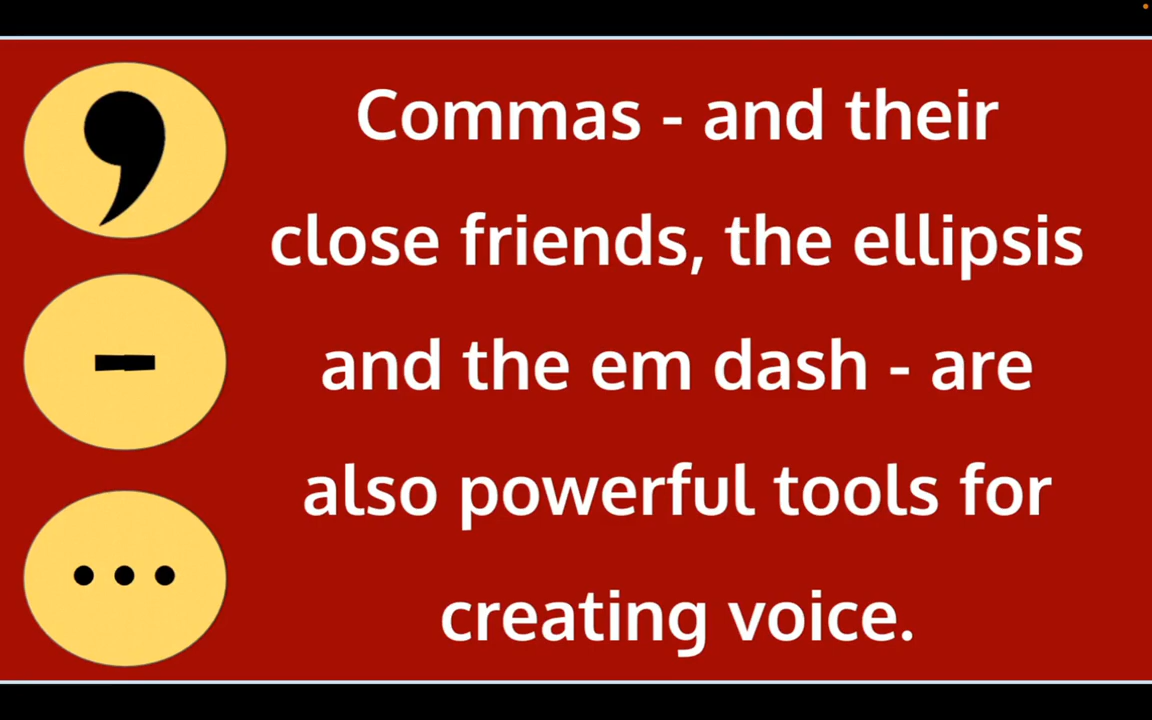 Commas - and their
close friends, the ellipsis
and the em dash - are
also powerful tools for
creating voice.
,
-
...